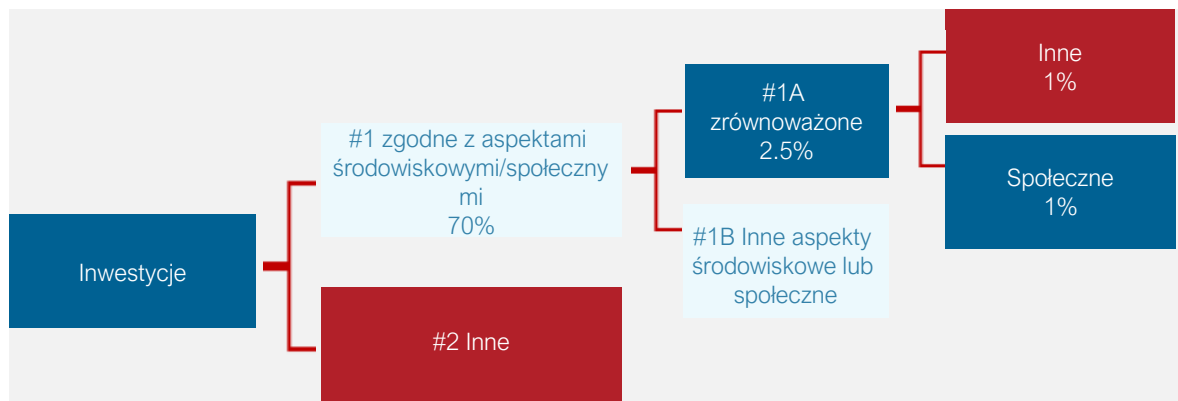 Inwestycje
#1 zgodne z aspektami
środowiskowymi/społeczny
mi
70%
#2 Inne
#1A
zrównoważone
2.5%
#1B Inne aspekty
środowiskowe lub
społeczne
Inne
1%
Społeczne
1%